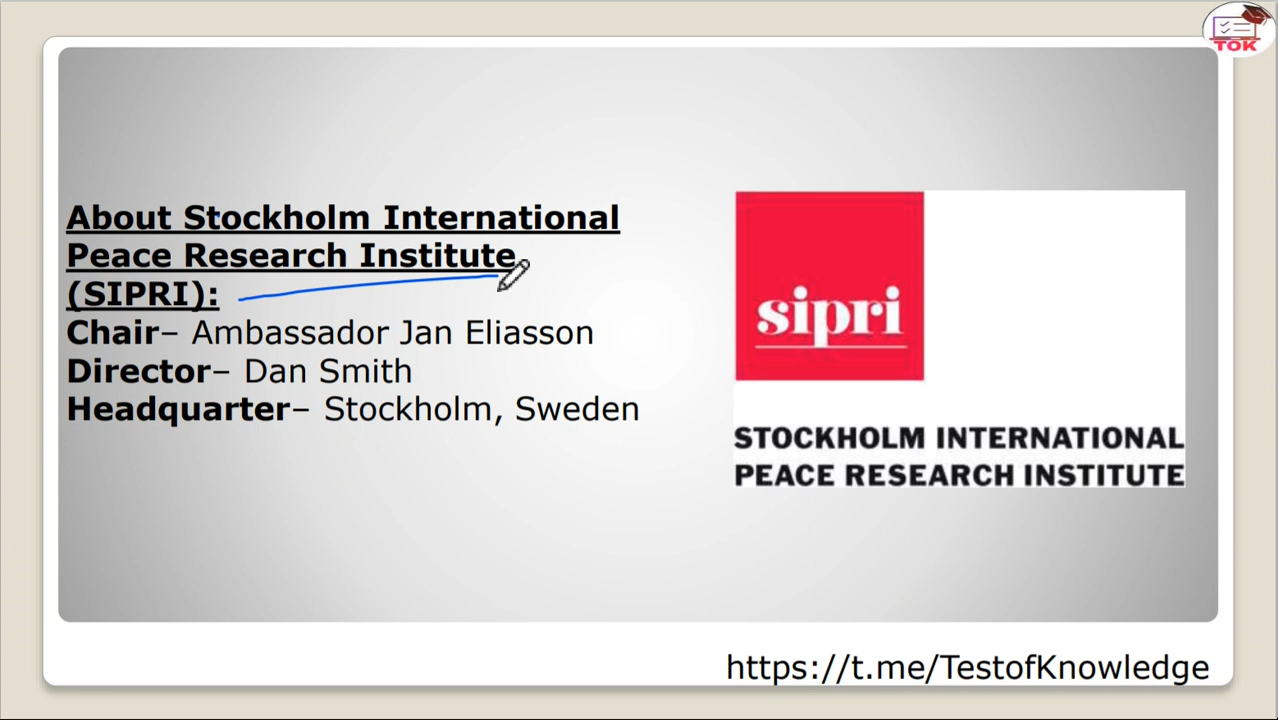 TOK
About Stockholm International
Peace Research Institute
(SIPRI):
Chair– Ambassador Jan Eliasson
Director– Dan Smith
Headquarter– Stockholm, Sweden
sipri
STOCKHOLM INTERNATIONAL
PEACE RESEARCH INSTITUTE
https://t.me/TestofKnowledge